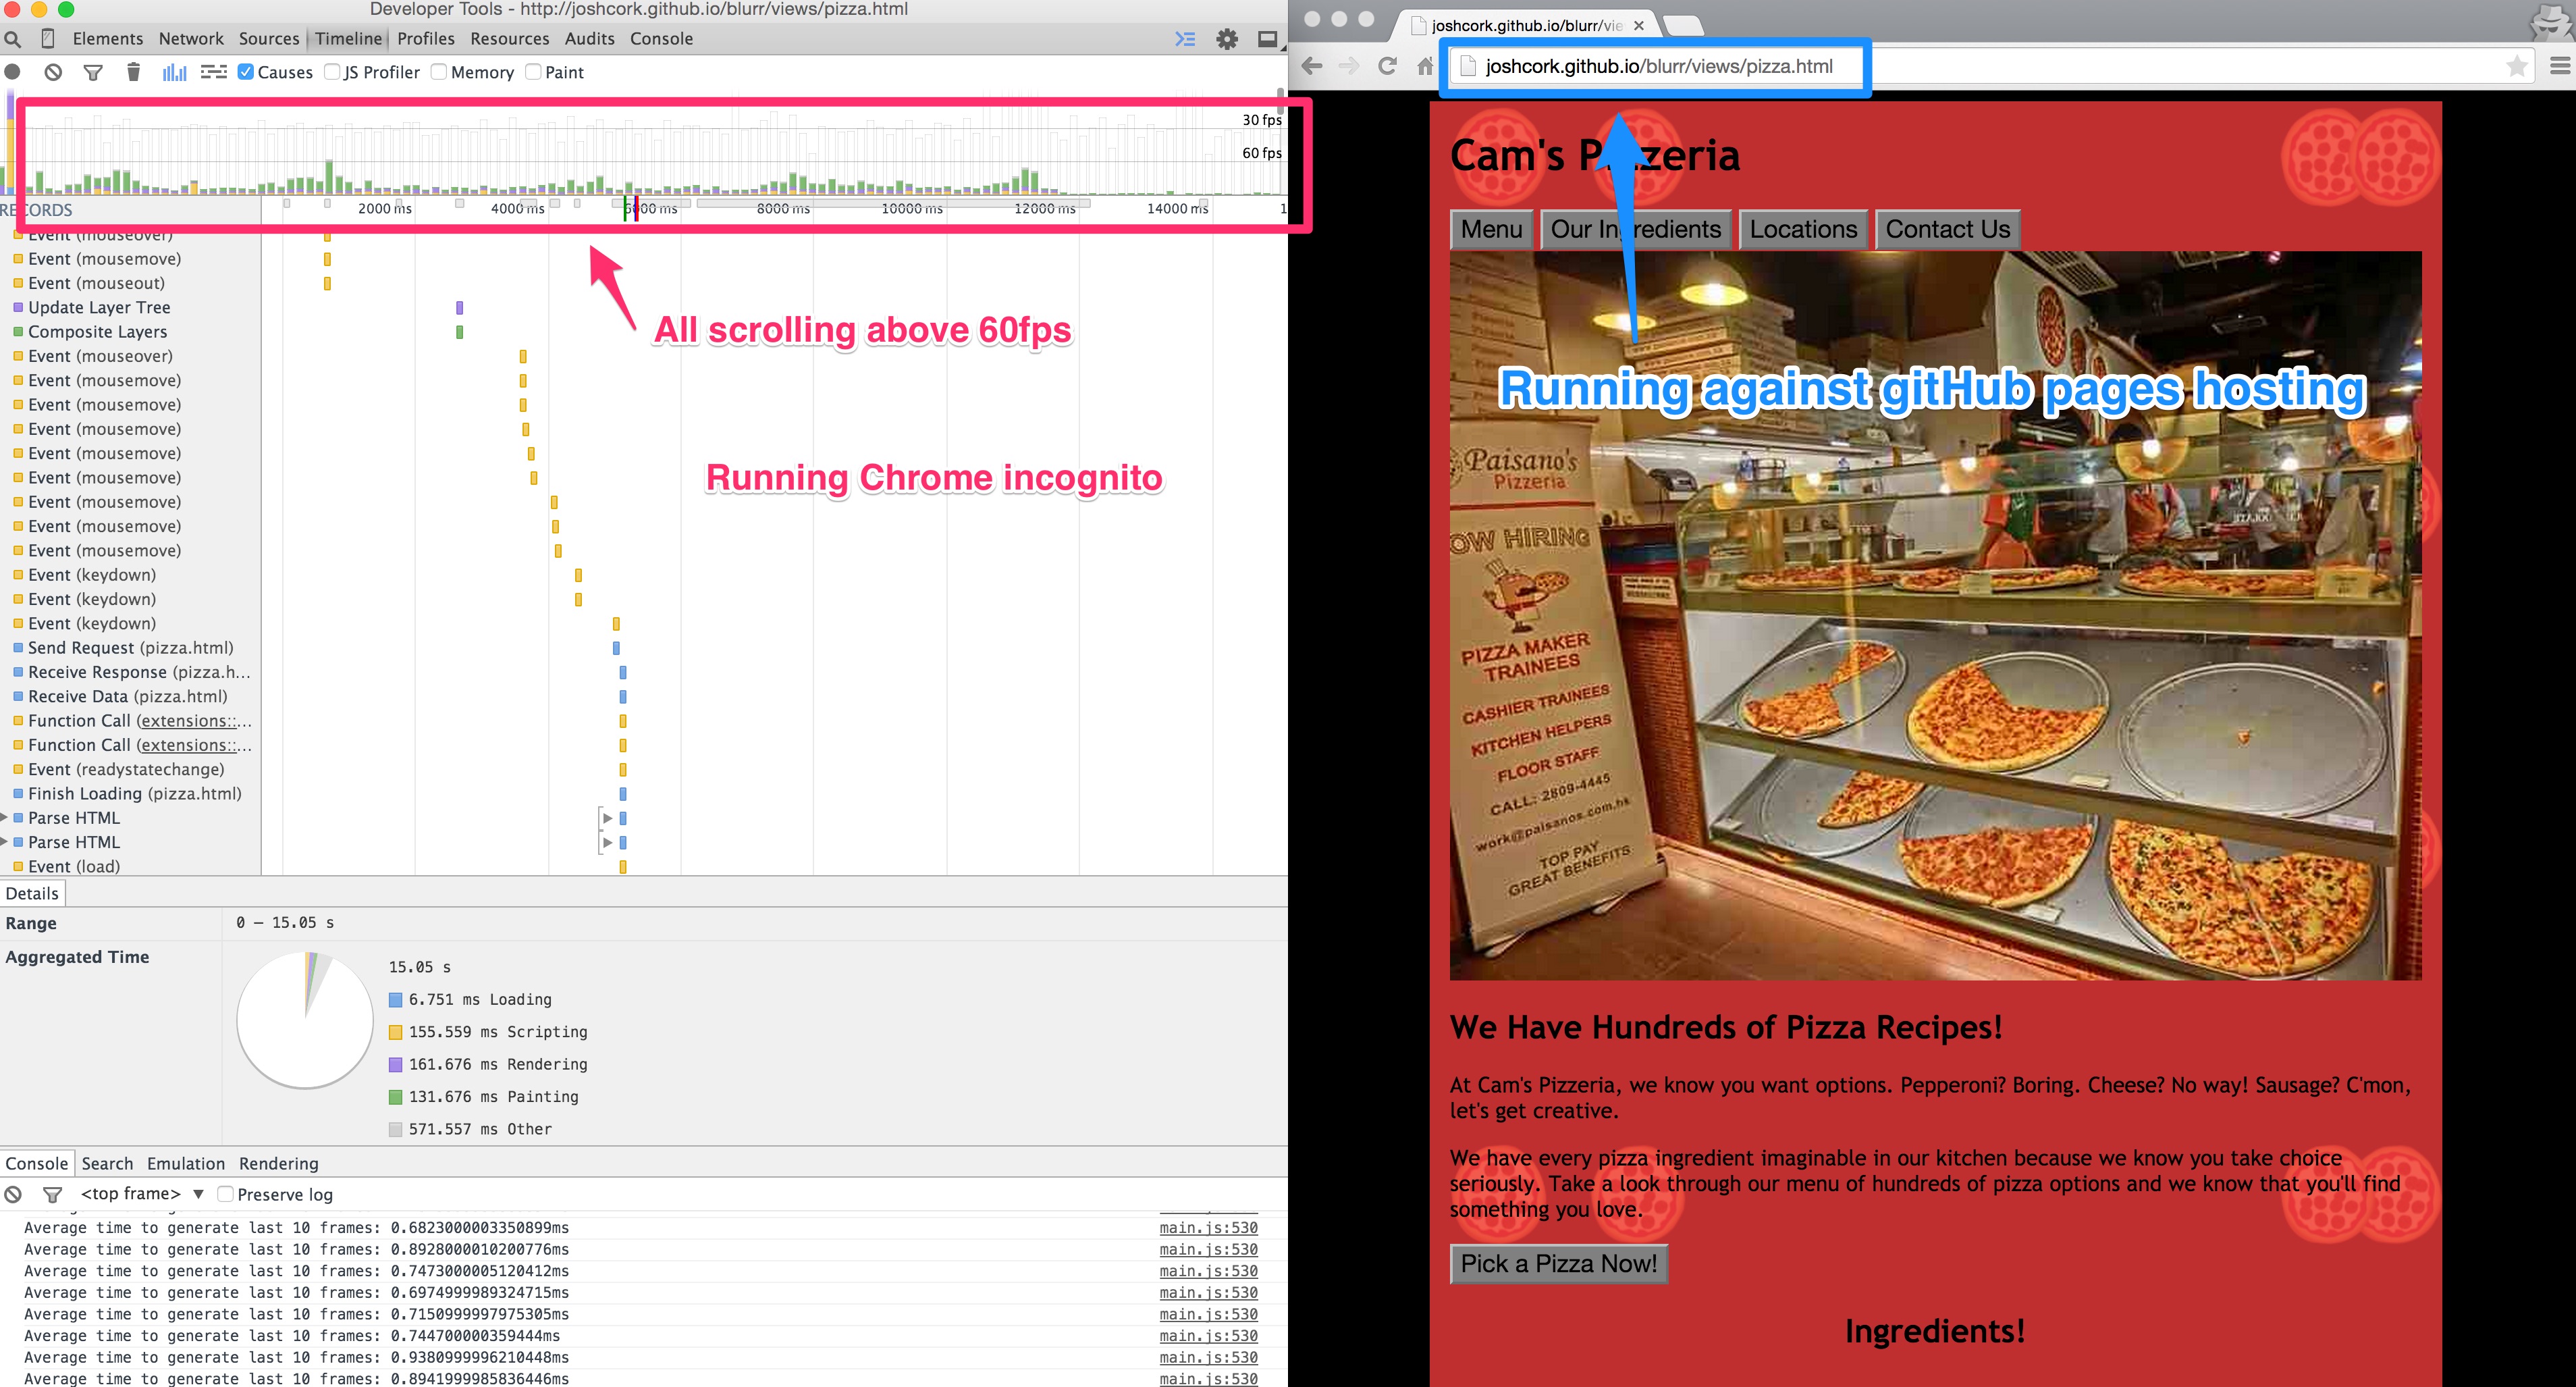 Developer Tools - http://joshcork.github.io/blurr/views/pizza.html
Elements Network Sources Timeline Profiles Resources Audits Console
Causes JS Profiler Memory Paint
30 fps
60 fps
RECORDS
2000 ms 4000 ms 6000 ms 8000 ms 10000 ms 12000 ms 14000 ms 1
Event (mouseover)
Event (mousemove)
Event (mouseout)
Update Layer Tree
Composite Layers
Event (mouseover)
Event (mousemove)
Event (mousemove)
Event (mousemove)
Event (mousemove)
Event (mousemove)
Event (mousemove)
Event (mousemove)
Event (mousemove)
Event (keydown)
Event (keydown)
Event (keydown)
Send Request (pizza.html)
Receive Response (pizza.h...
Receive Data (pizza.html)
Function Call (extensions::...
Function Call (extensions::...
Event (readystatechange)
Finish Loading (pizza.html)
Parse HTML
Parse HTML
Event (load)
All scrolling above 60fps
Running Chrome incognito
Details
Range 0 – 15.05 s
Aggregated Time
15.05 s
6.751 ms Loading
155.559 ms Scripting
161.676 ms Rendering
131.676 ms Painting
571.557 ms Other
Console Search Emulation Rendering
<top frame> ▼ Preserve log
Average time to generate last 10 frames: 0.6823000003350899ms main.js:530
Average time to generate last 10 frames: 0.8928000010200776ms main.js:530
Average time to generate last 10 frames: 0.7473000005120412ms main.js:530
Average time to generate last 10 frames: 0.6974999989324715ms main.js:530
Average time to generate last 10 frames: 0.7150999997975305ms main.js:530
Average time to generate last 10 frames: 0.744700000359444ms main.js:530
Average time to generate last 10 frames: 0.9380999996210448ms main.js:530
Average time to generate last 10 frames: 0.8941999985836446ms main.js:530
joshcork.github.io/blurr/vie
joshcork.github.io/blurr/views/pizza.html
Cam's Pizzeria
Menu Our Ingredients Locations Contact Us
Running against gitHub pages hosting
Paisano's
Pizzeria
OW HIRING
PIZZA MAKER
TRAINEES
CASHIER TRAINEES
KITCHEN HELPERS
FLOOR STAFF
CALL: 2809-4445
work@paisanos.com.hk
TOP PAY
GREAT BENEFITS
We Have Hundreds of Pizza Recipes!
At Cam's Pizzeria, we know you want options. Pepperoni? Boring. Cheese? No way! Sausage? C'mon,
let's get creative.
We have every pizza ingredient imaginable in our kitchen because we know you take choice
seriously. Take a look through our menu of hundreds of pizza options and we know that you'll find
something you love.
Pick a Pizza Now!
Ingredients!